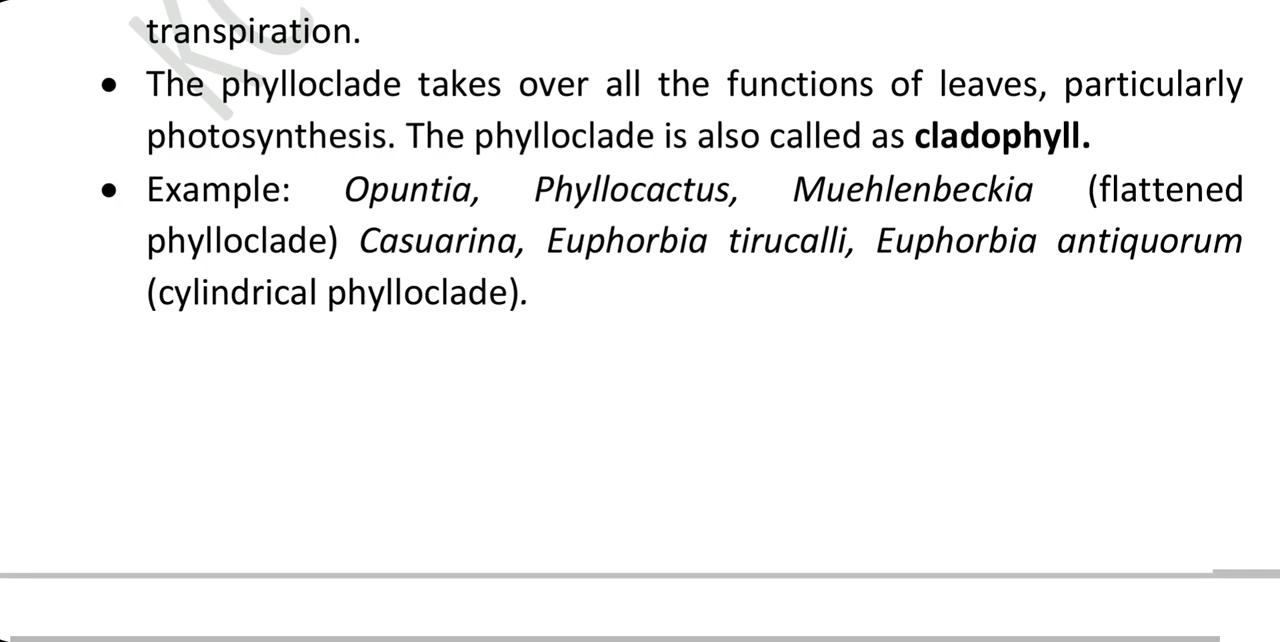 transpiration.
• The phylloclade takes over all the functions of leaves, particularly
photosynthesis. The phylloclade is also called as cladophyll.
• Example: Opuntia, Phyllocactus, Muehlenbeckia (flattened
phylloclade) Casuarina, Euphorbia tirucalli, Euphorbia antiquorum
(cylindrical phylloclade).